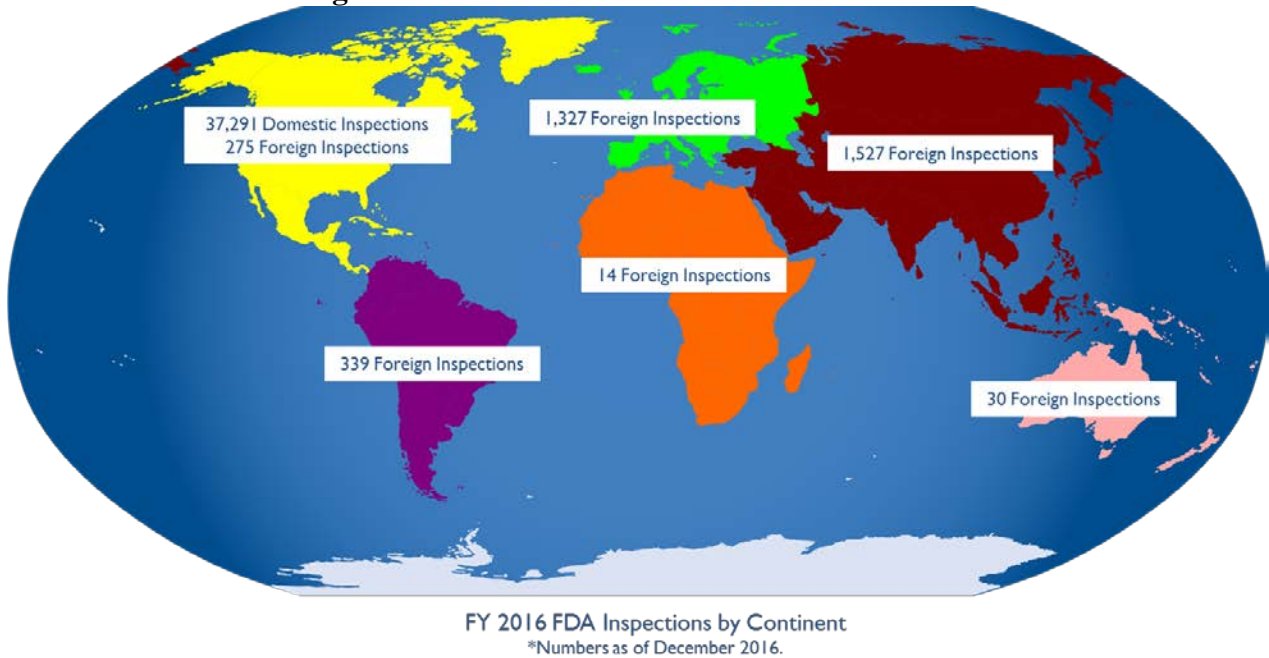 37,291 Domestic Inspections
275 Foreign Inspections
1,327 Foreign Inspections
1,527 Foreign Inspections
14 Foreign Inspections
339 Foreign Inspections
30 Foreign Inspections
FY 2016 FDA Inspections by Continent
*Numbers as of December 2016.